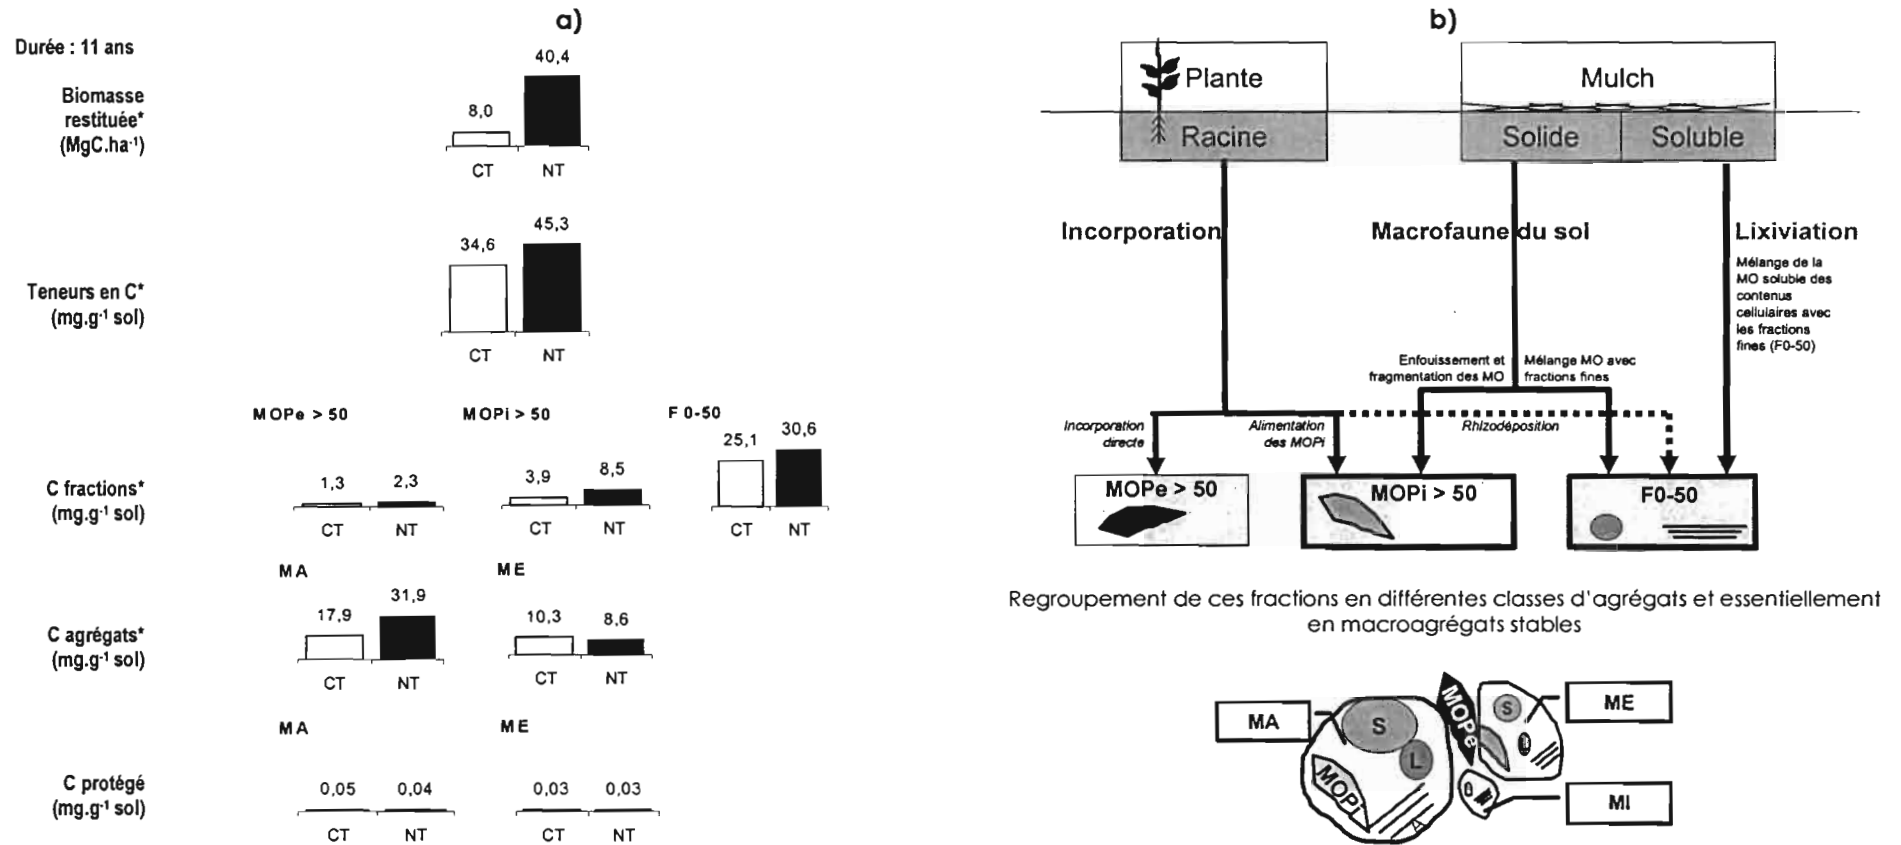 a)
Durée : 11 ans
Biomasse
restituée*
(MgC.ha-1)
8,0
40,4
CT
NT
Teneurs en C*
(mg.g-1 sol)
34,6
45,3
CT
NT
MOPe > 50
MOPi > 50
F 0-50
C fractions*
(mg.g-1 sol)
1,3
2,3
CT
NT
3,9
8,5
CT
NT
25,1
30,6
CT
NT
MA
ME
C agrégats*
(mg.g-1 sol)
17,9
31,9
CT
NT
10,3
8,6
CT
NT
MA
ME
C protégé
(mg.g-1 sol)
0,05
0,04
CT
NT
0,03
0,03
CT
NT
b)
Plante
Racine
Mulch
Solide
Soluble
Incorporation
Macrofaune du sol
Lixiviation
Mélange de la
MO soluble des
contenus
cellulaires avec
les fractions
fines (F0-50)
Enfouissement et
fragmentation des MO
Mélange MO avec
fractions fines
Incorporation
directe
Alimentation
des MOPi
Rhizodéposition
MOPe > 50
MOPi > 50
F0-50
Regroupement de ces fractions en différentes classes d'agrégats et essentiellement
en macroagrégats stables
MA
S
L
MOPi
A
MOPe
S
ME
MI